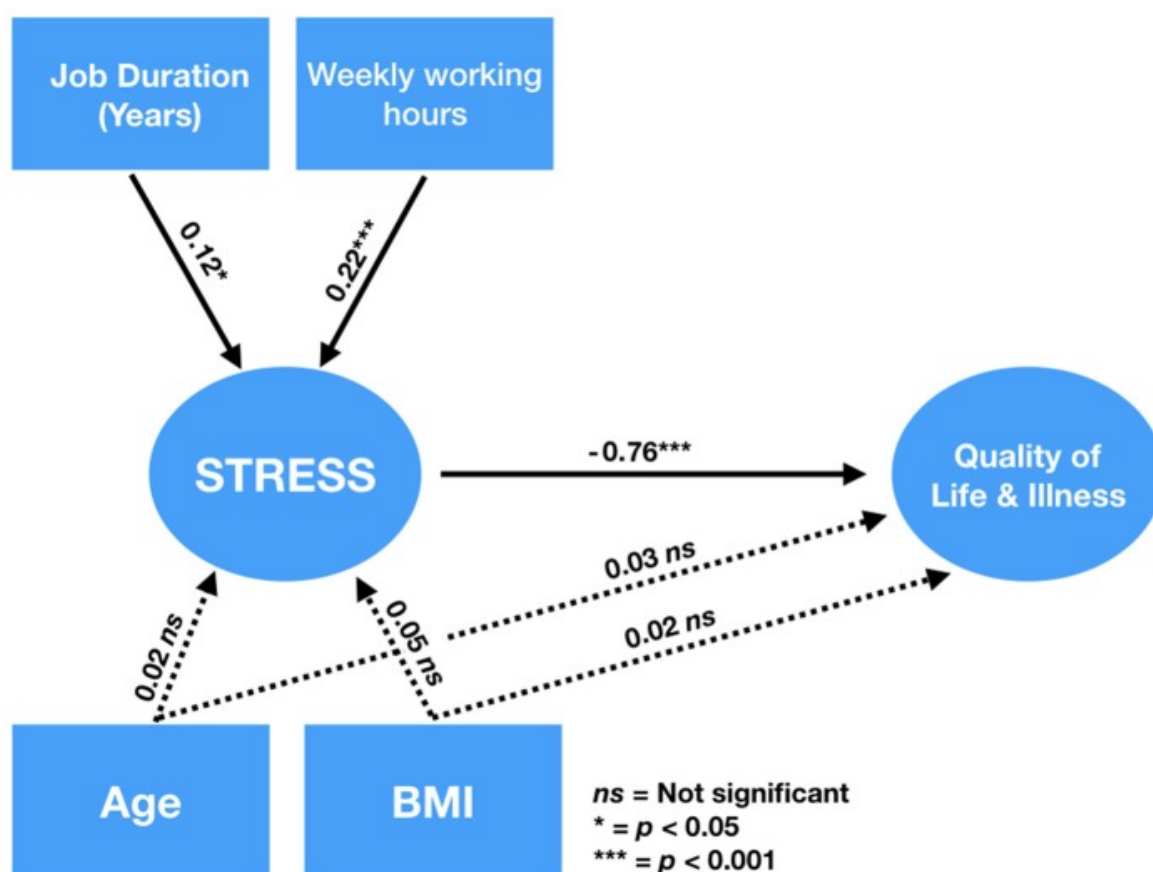 Job Duration
(Years)
Weekly working
hours
0.12*
0.22***
STRESS
-0.76***
Quality of
Life & Illness
0.03 ns
0.02 ns
0.05 ns
0.02 ns
Age
BMI
ns = Not significant
* = p < 0.05
*** = p < 0.001